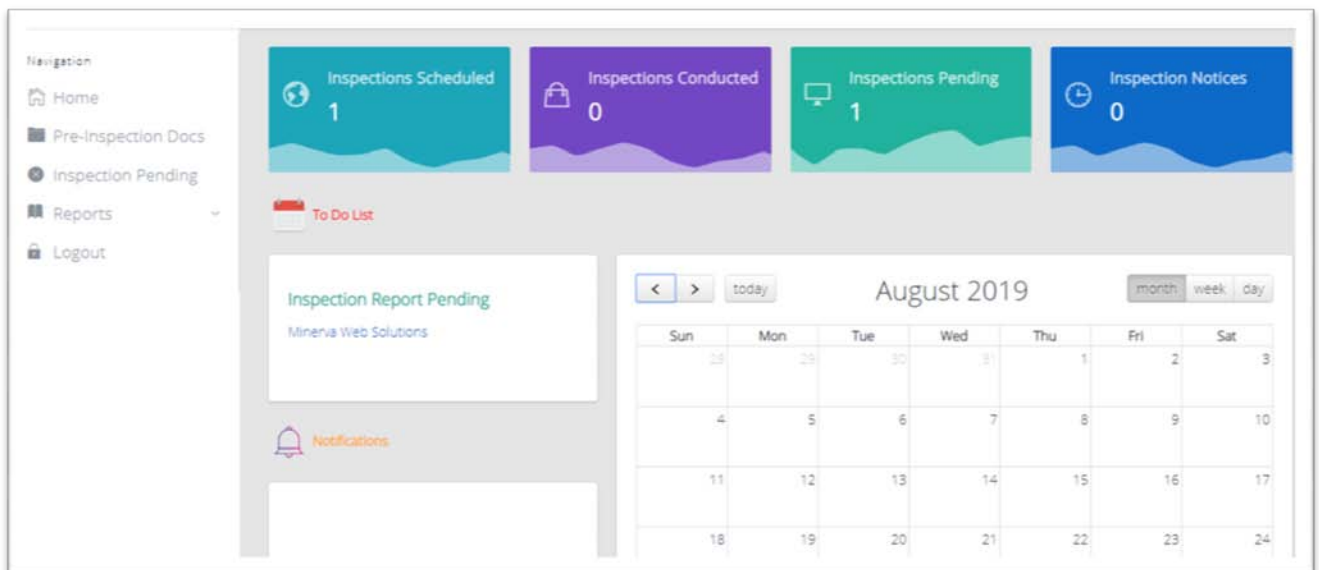 Navigation
Home
Pre-Inspection Docs
Inspection Pending
Reports
Logout
Inspections Scheduled
1
Inspections Conducted
0
Inspections Pending
1
Inspection Notices
0
To Do List
Inspection Report Pending
Minerva Web Solutions
Notifications
< > today August 2019 month week day
Sun Mon Tue Wed Thu Fri Sat
28 29 30 31 1 2 3
4 5 6 7 8 9 10
11 12 13 14 15 16 17
18 19 20 21 22 23 24